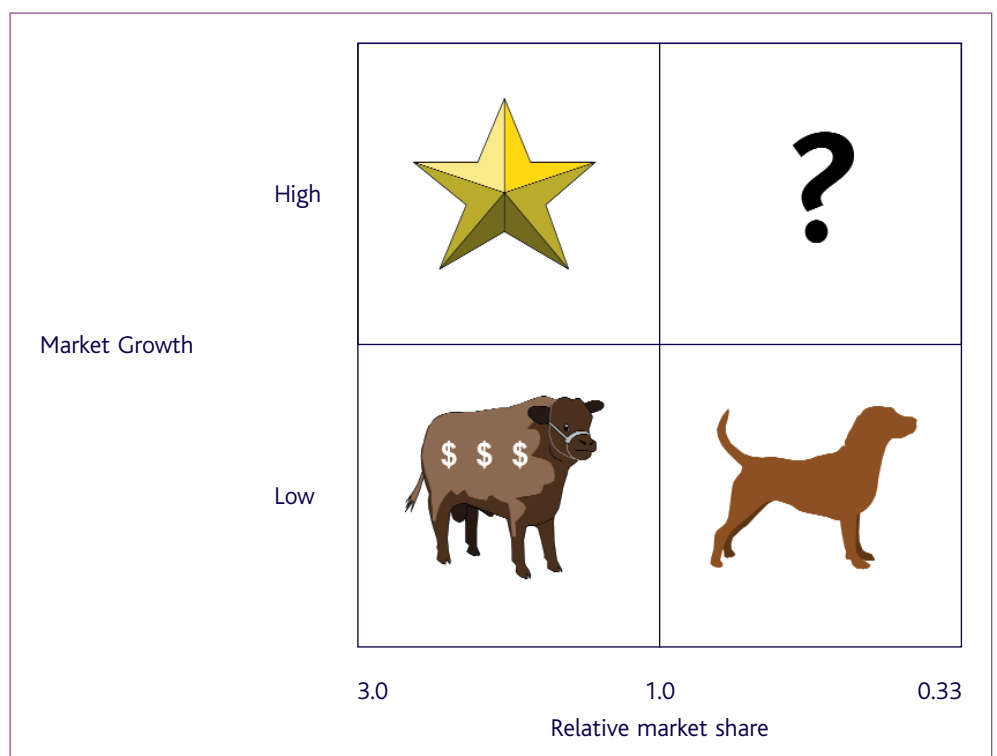 High
?
Market Growth
$ $ $
Low
3.0 1.0 0.33
Relative market share